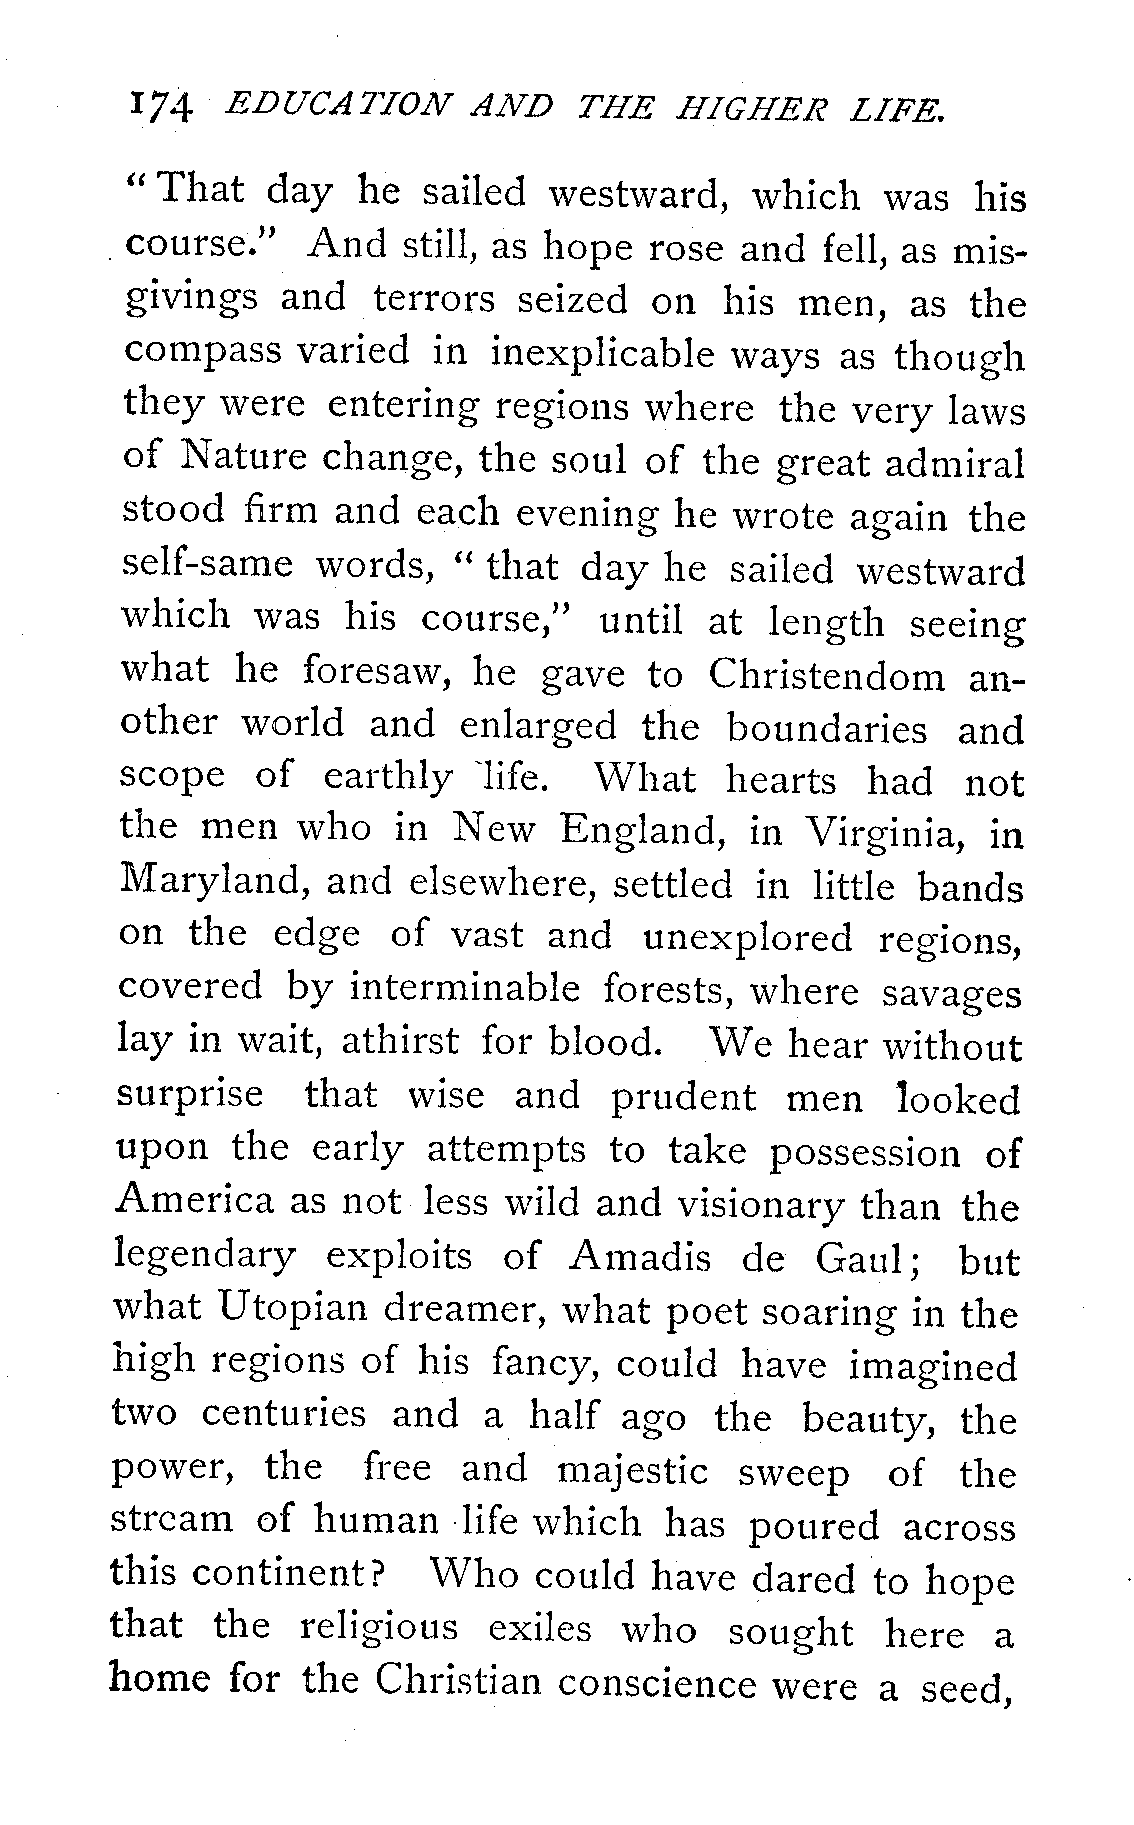 174 EDUCATION AND THE HIGHER LIFE.
“That day he sailed westward, which was his
course.” And still, as hope rose and fell, as mis-
givings and terrors seized on his men, as the
compass varied in inexplicable ways as though
they were entering regions where the very laws
of Nature change, the soul of the great admiral
stood firm and each evening he wrote again the
self-same words, “that day he sailed westward
which was his course,” until at length seeing
what he foresaw, he gave to Christendom an-
other world and enlarged the boundaries and
scope of earthly life. What hearts had not
the men who in New England, in Virginia, in
Maryland, and elsewhere, settled in little bands
on the edge of vast and unexplored regions,
covered by interminable forests, where savages
lay in wait, athirst for blood. We hear without
surprise that wise and prudent men looked
upon the early attempts to take possession of
America as not less wild and visionary than the
legendary exploits of Amadis de Gaul; but
what Utopian dreamer, what poet soaring in the
high regions of his fancy, could have imagined
two centuries and a half ago the beauty, the
power, the free and majestic sweep of the
stream of human life which has poured across
this continent? Who could have dared to hope
that the religious exiles who sought here a
home for the Christian conscience were a seed,